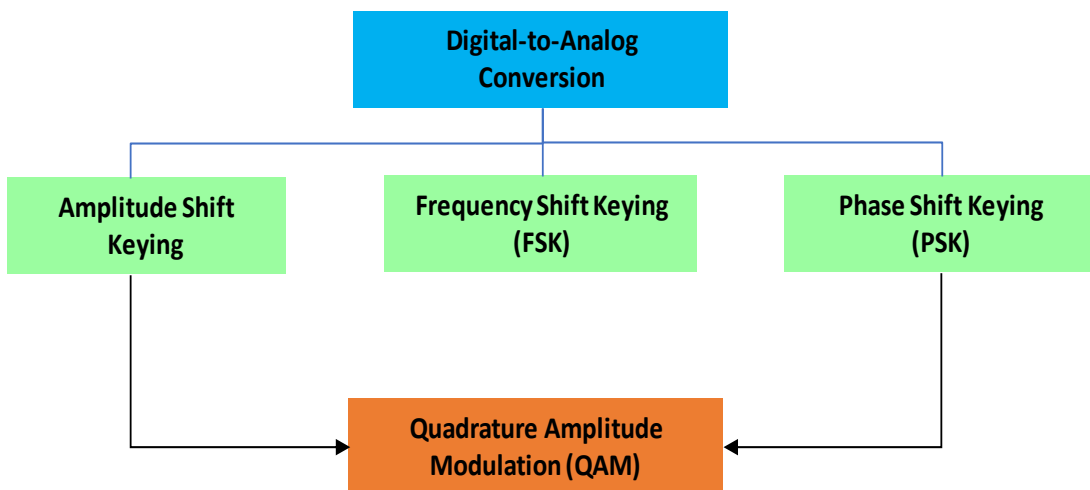 Digital-to-Analog
Conversion
Amplitude Shift
Keying
Frequency Shift Keying
(FSK)
Phase Shift Keying
(PSK)
Quadrature Amplitude
Modulation (QAM)